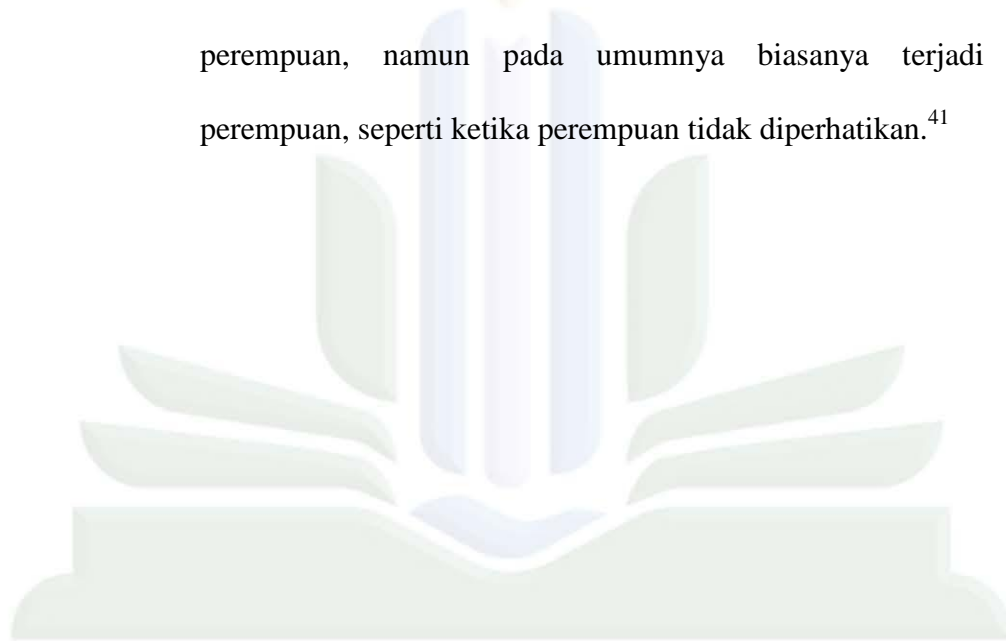 perempuan, namun pada umumnya biasanya terjadi
perempuan, seperti ketika perempuan tidak diperhatikan.41